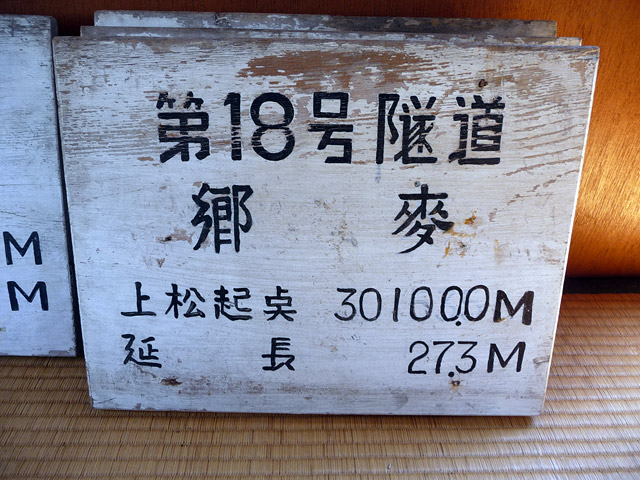 第18号隧道
郷 麥
上松起点 30100.0M
延長 27.3M
M
M